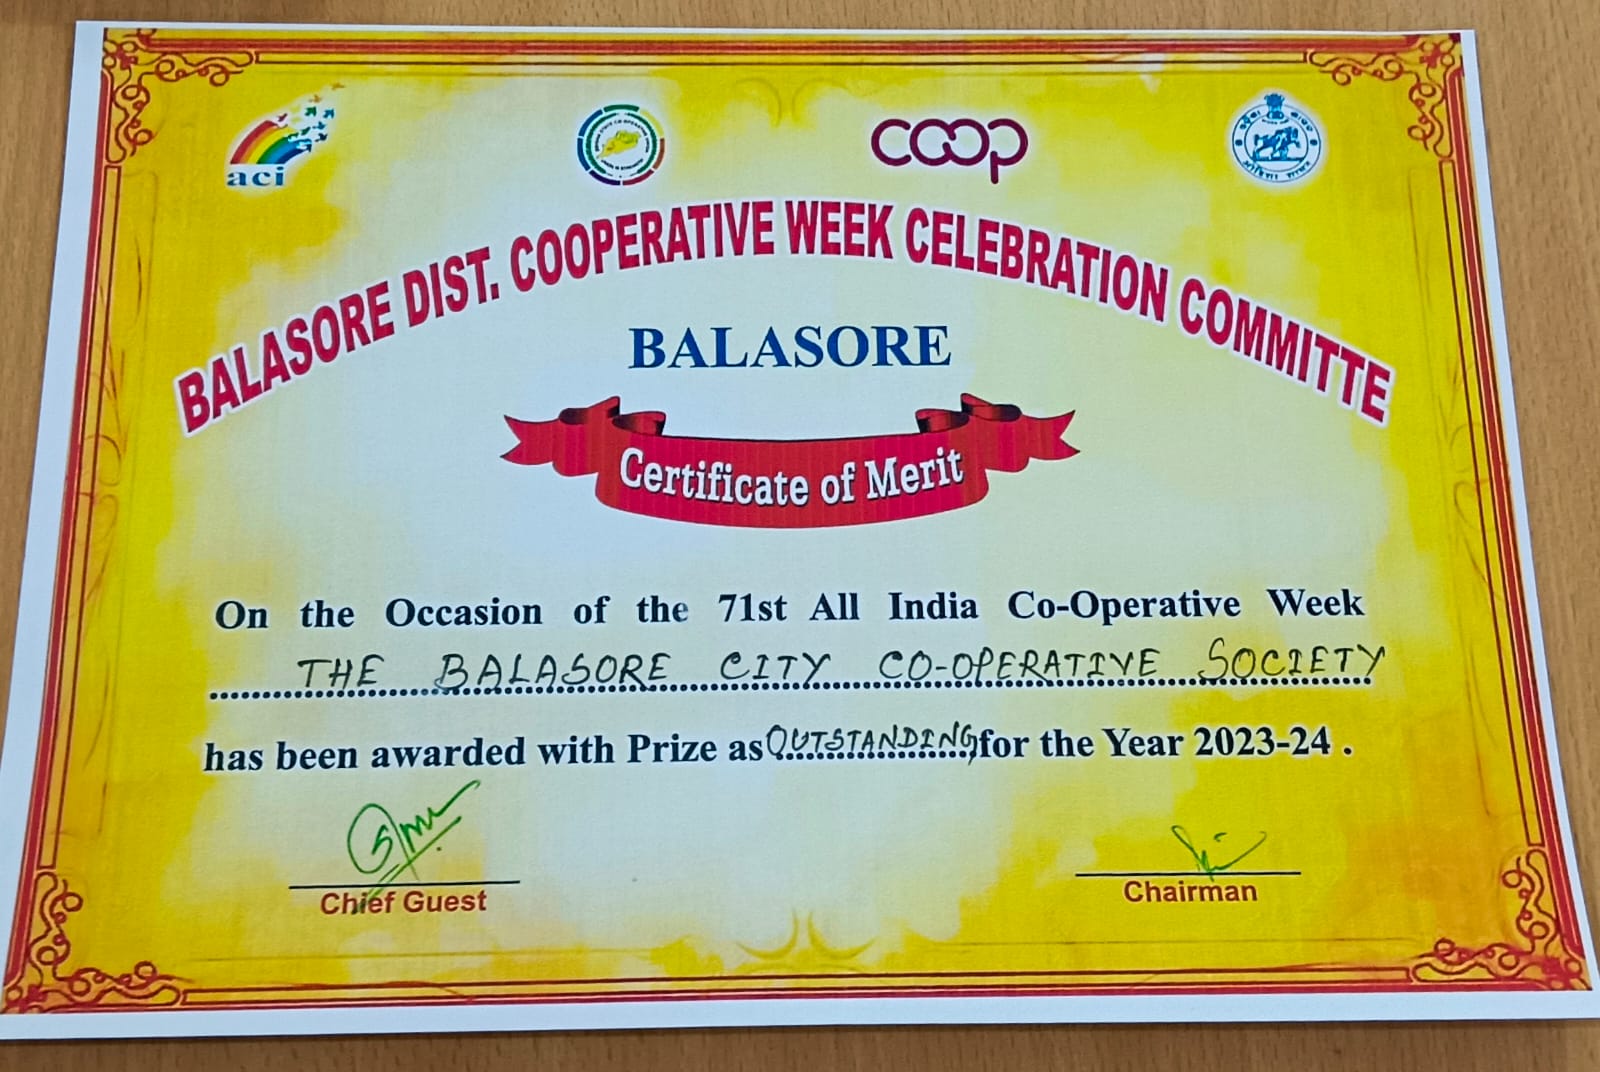 aci
coop
BALASORE DIST. COOPERATIVE WEEK CELEBRATION COMMITTE
BALASORE
Certificate of Merit
On the Occasion of the 71st All India Co-Operative Week
THE BALASORE CITY CO-OPERATIVE SOCIETY
has been awarded with Prize as OUTSTANDING for the Year 2023-24 .
Chief Guest
Chairman